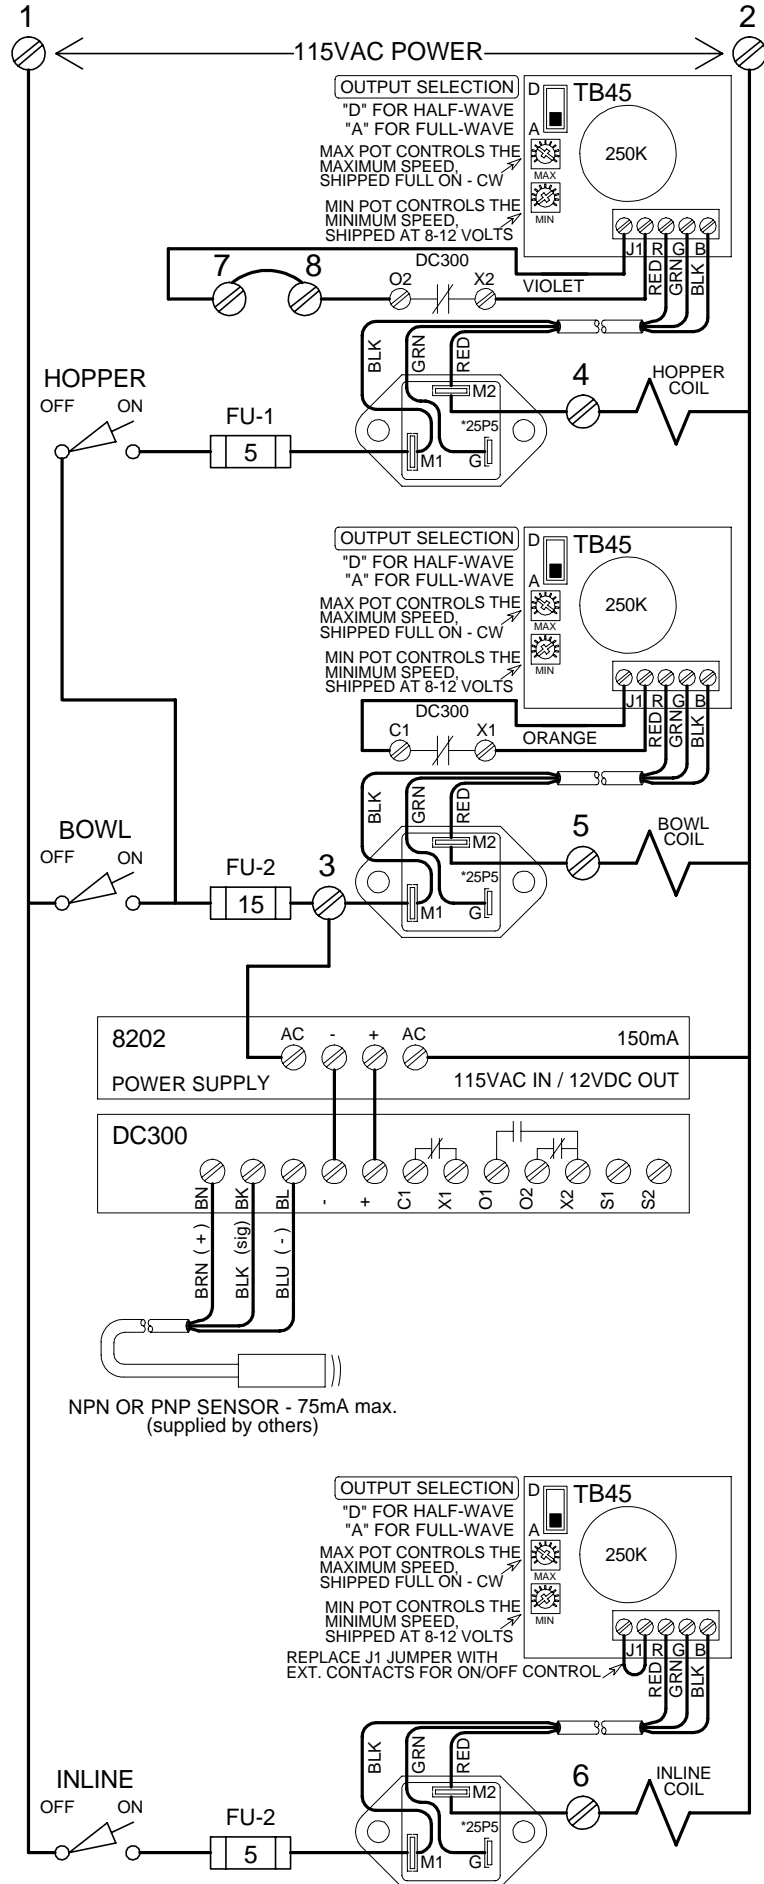 1
2
115VAC POWER
OUTPUT SELECTION
"D" FOR HALF-WAVE
"A" FOR FULL-WAVE
MAX POT CONTROLS THE
MAXIMUM SPEED,
SHIPPED FULL ON - CW
MIN POT CONTROLS THE
MINIMUM SPEED,
SHIPPED AT 8-12 VOLTS
D
A
TB45
250K
MAX
MIN
J1 R G B
RED
GRN
BLK
7
8
DC300
O2
X2
VIOLET
BLK
GRN
RED
HOPPER
OFF
ON
FU-1
5
M2
*25P5
M1
G
4
HOPPER
COIL
OUTPUT SELECTION
"D" FOR HALF-WAVE
"A" FOR FULL-WAVE
MAX POT CONTROLS THE
MAXIMUM SPEED,
SHIPPED FULL ON - CW
MIN POT CONTROLS THE
MINIMUM SPEED,
SHIPPED AT 8-12 VOLTS
D
A
TB45
250K
MAX
MIN
J1 R G B
RED
GRN
BLK
DC300
C1
X1
ORANGE
BLK
GRN
RED
BOWL
OFF
ON
FU-2
15
3
M2
*25P5
M1
G
5
BOWL
COIL
8202
AC
-
+
AC
150mA
POWER SUPPLY
115VAC IN / 12VDC OUT
DC300
BN
BK
BL
-
+
C1
X1
O1
O2
X2
S1
S2
BRN ( + )
BLK (sig)
BLU ( - )
NPN OR PNP SENSOR - 75mA max.
(supplied by others)
OUTPUT SELECTION
"D" FOR HALF-WAVE
"A" FOR FULL-WAVE
MAX POT CONTROLS THE
MAXIMUM SPEED,
SHIPPED FULL ON - CW
MIN POT CONTROLS THE
MINIMUM SPEED,
SHIPPED AT 8-12 VOLTS
REPLACE J1 JUMPER WITH
EXT. CONTACTS FOR ON/OFF CONTROL
D
A
TB45
250K
MAX
MIN
J1 R G B
RED
GRN
BLK
BLK
GRN
RED
INLINE
OFF
ON
FU-2
5
M2
*25P5
M1
G
6
INLINE
COIL